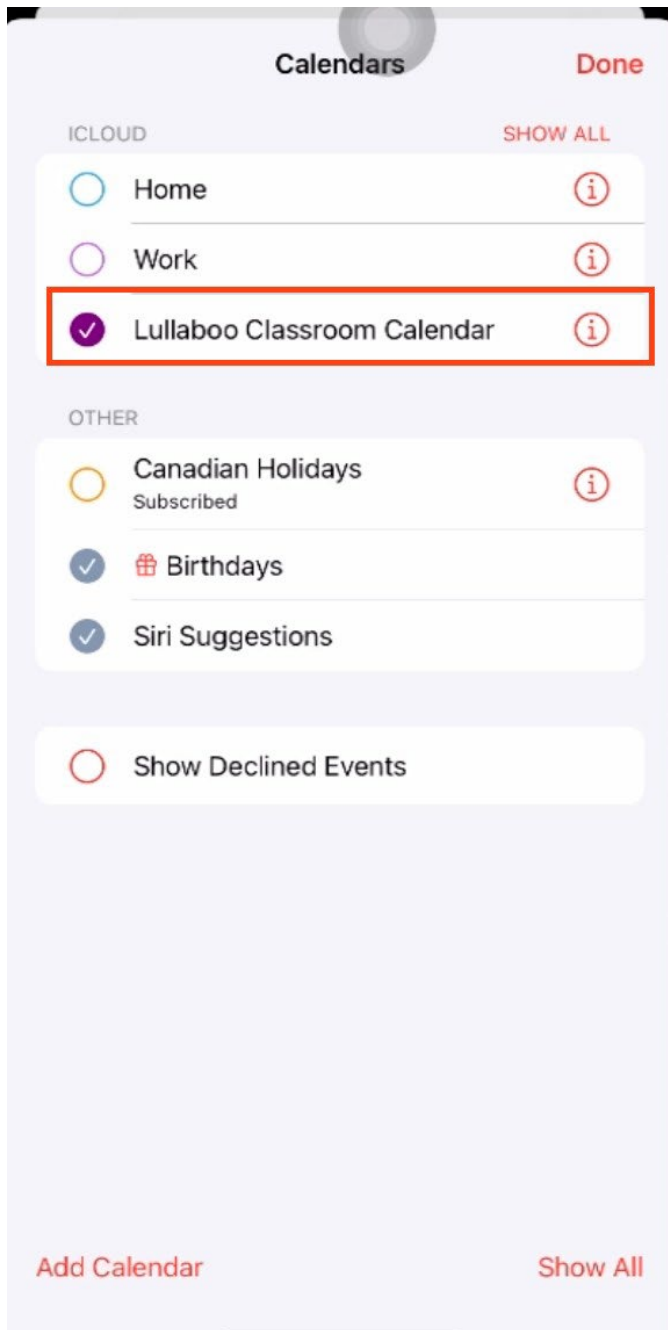 Calendars Done
ICLOUD SHOW ALL
Home
Work
Lullaboo Classroom Calendar
OTHER
Canadian Holidays
Subscribed
Birthdays
Siri Suggestions
Show Declined Events
Add Calendar Show All